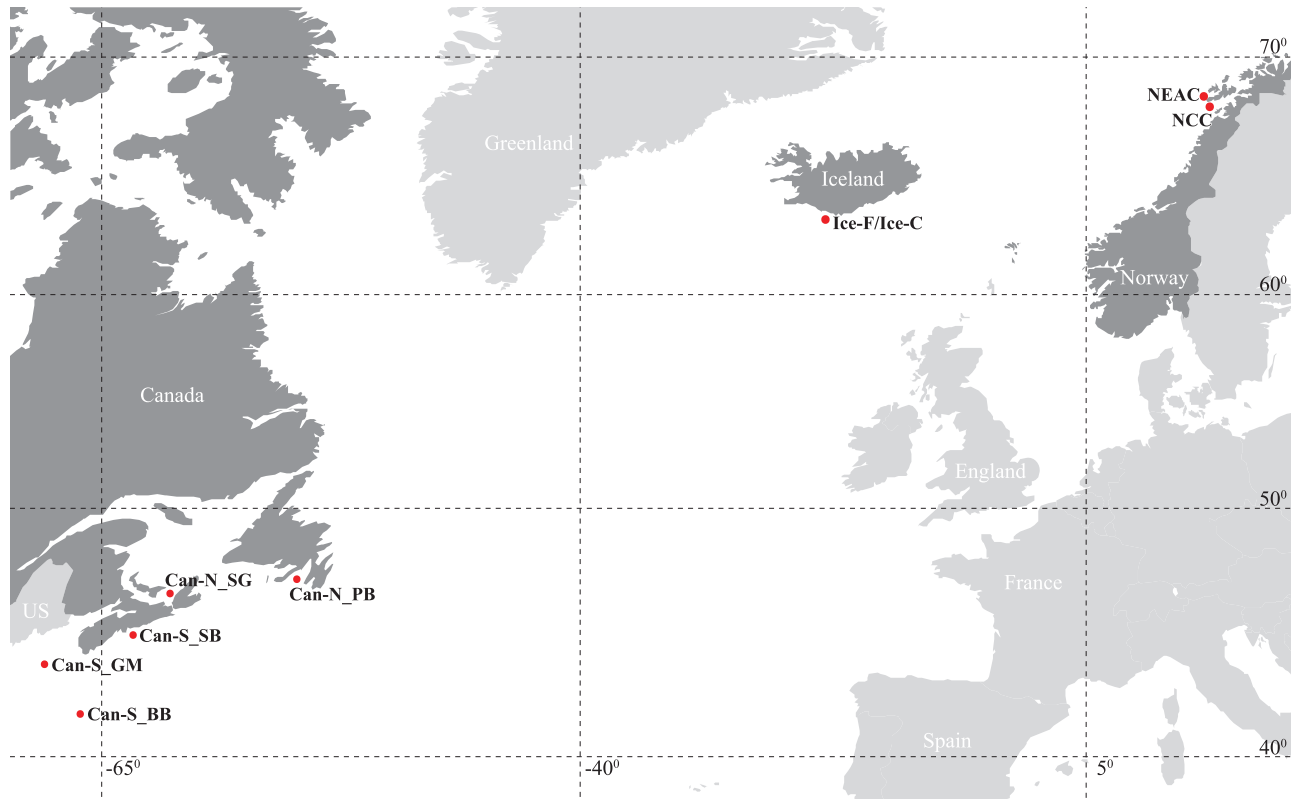 70⁰
NEAC
NCC
Greenland
Iceland
Ice-F/Ice-C
Norway
60⁰
Canada
England
50⁰
Can-N_SG
Can-N_PB
France
US
Can-S_SB
Can-S_GM
Can-S_BB
Spain
40⁰
-65⁰
-40⁰
5⁰